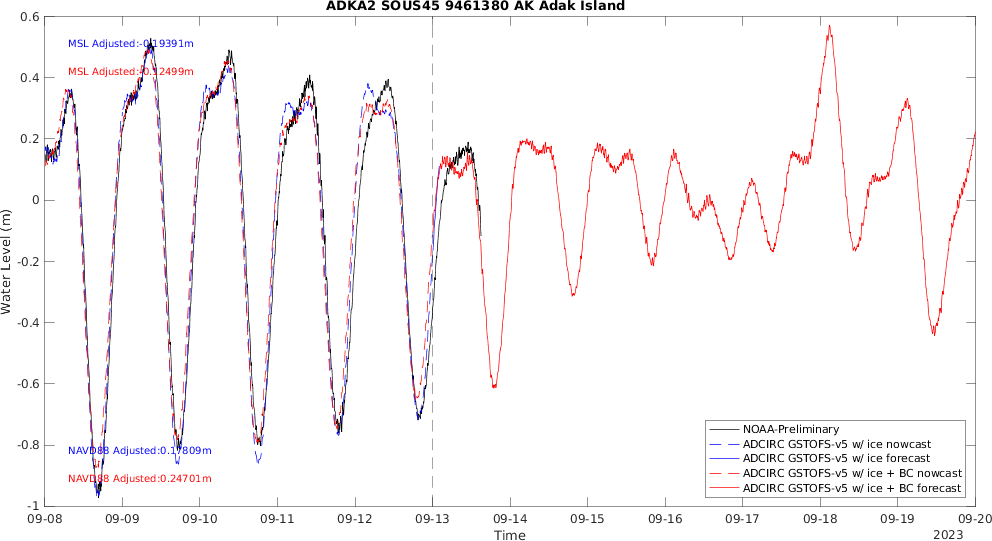 ADKA2 SOUS45 9461380 AK Adak Island
0.6
0.4
0.2
0
-0.2
-0.4
-0.6
-0.8
-1
Water Level (m)
MSL Adjusted:-0.19391m
MSL Adjusted:-0.12499m
NAVD88 Adjusted:0.17809m
NAVD88 Adjusted:0.24701m
NOAA-Preliminary
ADCIRC GSTOFS-v5 w/ ice nowcast
ADCIRC GSTOFS-v5 w/ ice forecast
ADCIRC GSTOFS-v5 w/ ice + BC nowcast
ADCIRC GSTOFS-v5 w/ ice + BC forecast
09-08 09-09 09-10 09-11 09-12 09-13 09-14 09-15 09-16 09-17 09-18 09-19 09-20
Time
2023